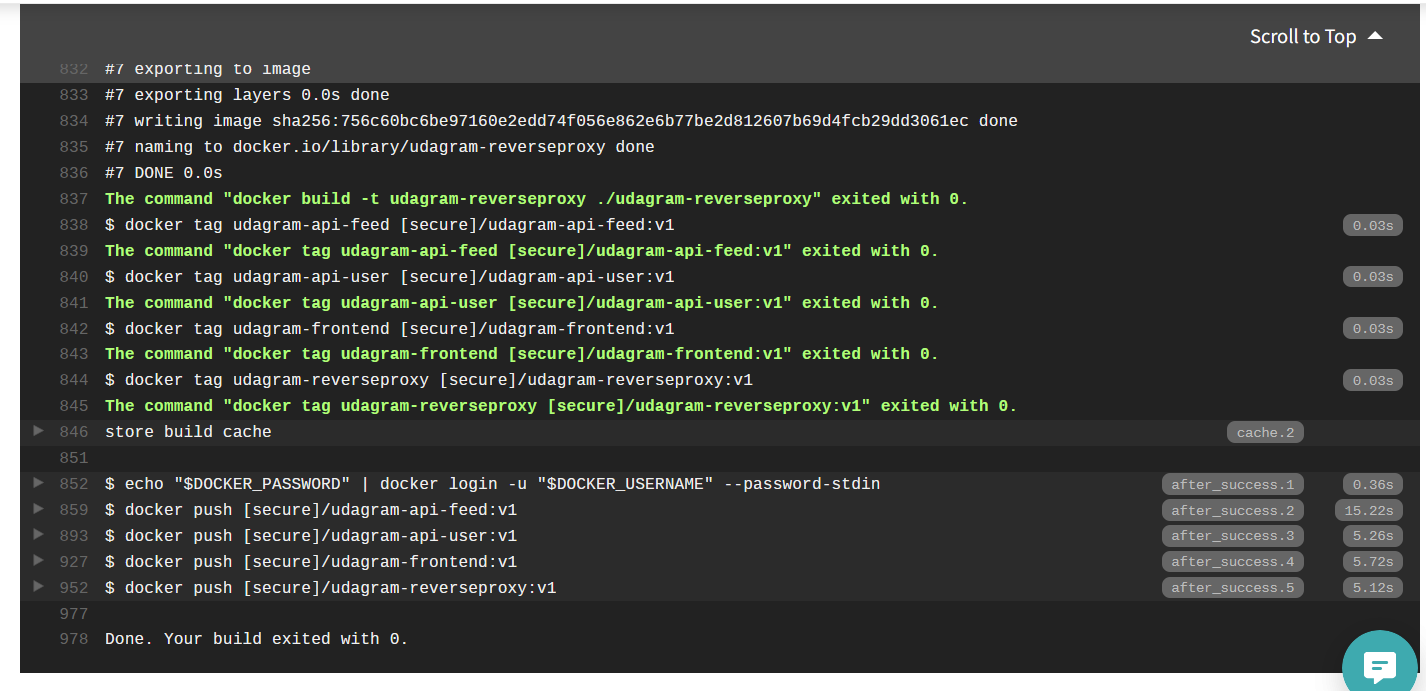 Scroll to Top
832 #7 exporting to image
833 #7 exporting layers 0.0s done
834 #7 writing image sha256:756c60bc6be97160e2edd74f056e862e6b77be2d812607b69d4fcb29dd3061ec done
835 #7 naming to docker.io/library/udagram-reverseproxy done
836 #7 DONE 0.0s
837 The command "docker build -t udagram-reverseproxy ./udagram-reverseproxy" exited with 0.
838 $ docker tag udagram-api-feed [secure]/udagram-api-feed:v1 0.03s
839 The command "docker tag udagram-api-feed [secure]/udagram-api-feed:v1" exited with 0.
840 $ docker tag udagram-api-user [secure]/udagram-api-user:v1 0.03s
841 The command "docker tag udagram-api-user [secure]/udagram-api-user:v1" exited with 0.
842 $ docker tag udagram-frontend [secure]/udagram-frontend:v1 0.03s
843 The command "docker tag udagram-frontend [secure]/udagram-frontend:v1" exited with 0.
844 $ docker tag udagram-reverseproxy [secure]/udagram-reverseproxy:v1 0.03s
845 The command "docker tag udagram-reverseproxy [secure]/udagram-reverseproxy:v1" exited with 0.
846 store build cache cache.2
851
852 $ echo "$DOCKER_PASSWORD" | docker login -u "$DOCKER_USERNAME" --password-stdin after_success.1 0.36s
859 $ docker push [secure]/udagram-api-feed:v1 after_success.2 15.22s
893 $ docker push [secure]/udagram-api-user:v1 after_success.3 5.26s
927 $ docker push [secure]/udagram-frontend:v1 after_success.4 5.72s
952 $ docker push [secure]/udagram-reverseproxy:v1 after_success.5 5.12s
977
978 Done. Your build exited with 0.